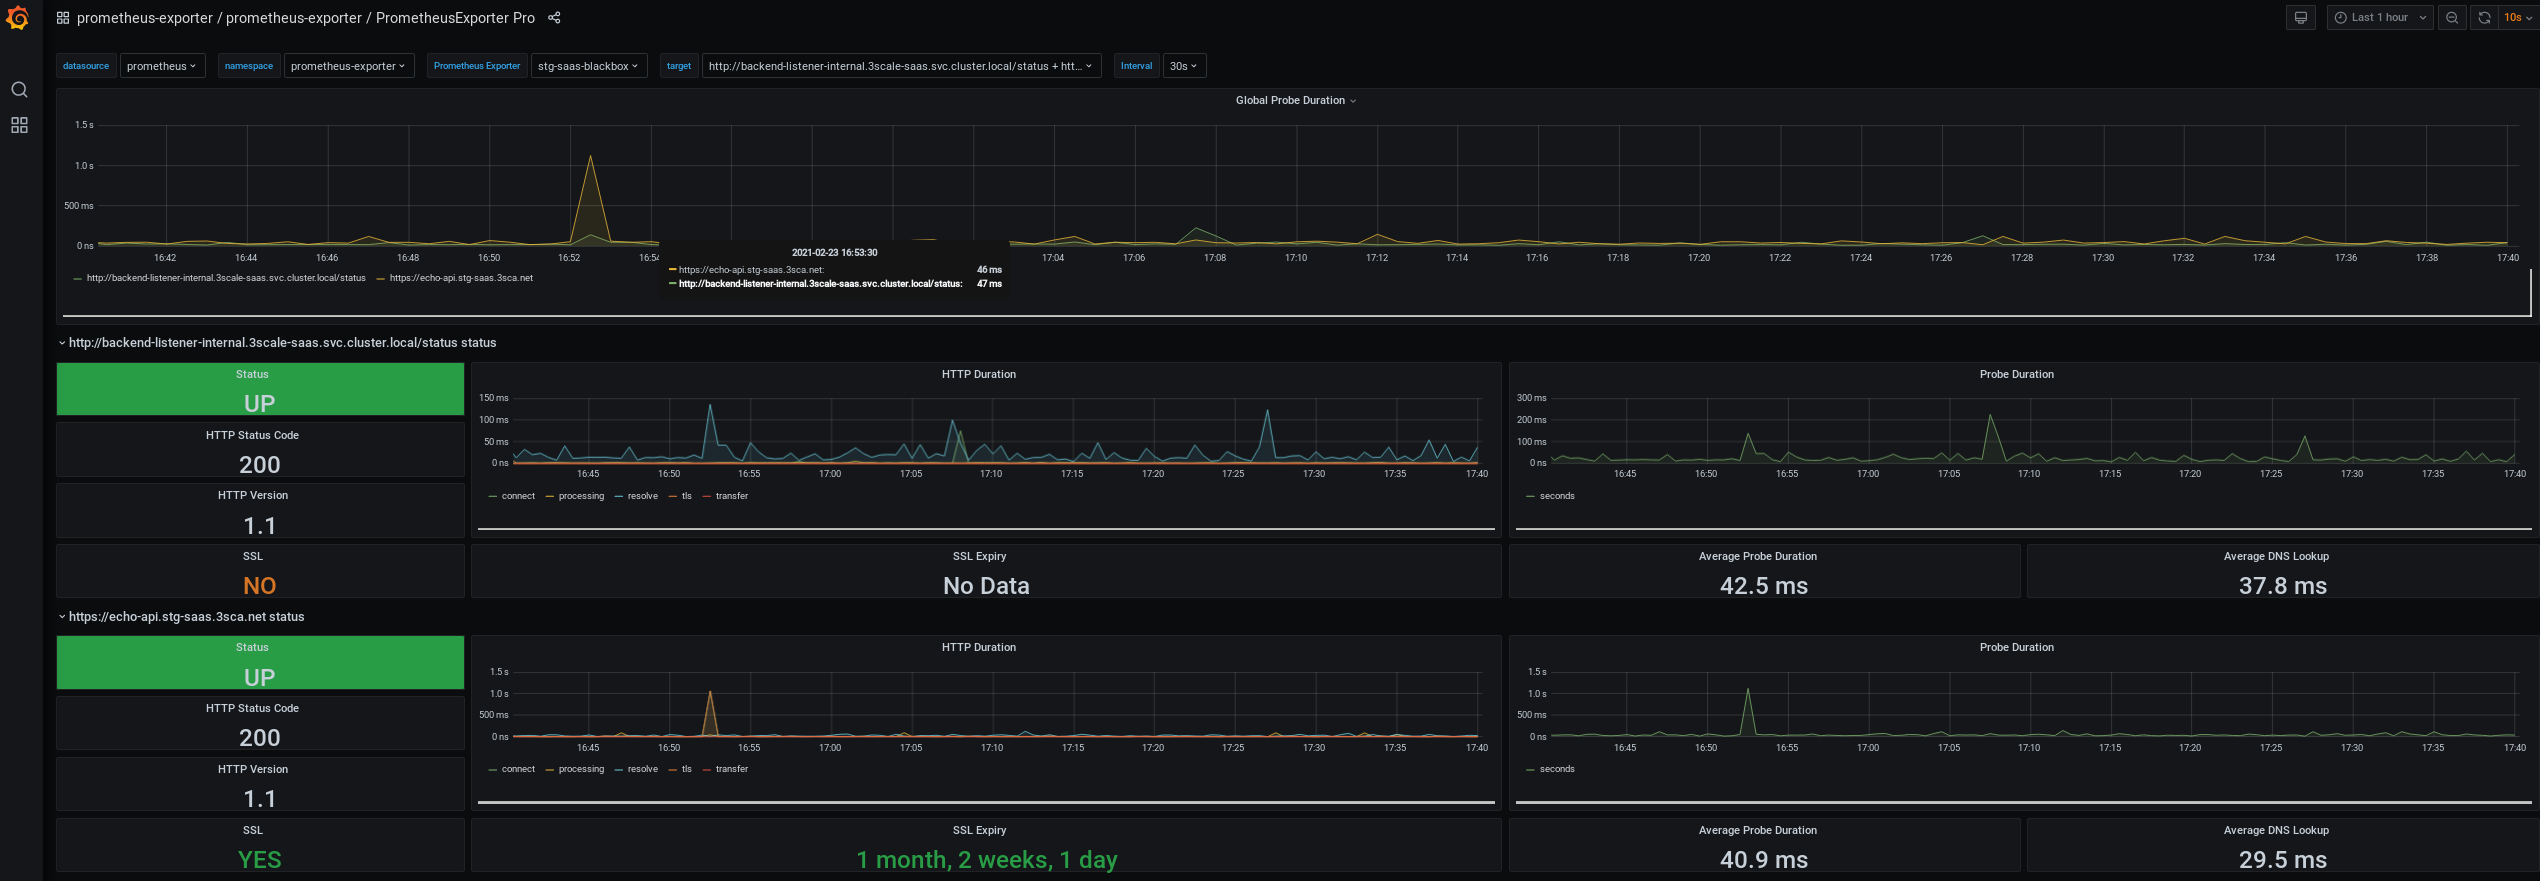 prometheus-exporter / prometheus-exporter / PrometheusExporter Pro
Last 1 hour
10s
datasource prometheus namespace prometheus-exporter Prometheus Exporter stg-saas-blackbox target http://backend-listener-internal.3scale-saas.svc.cluster.local/status + htt... Interval 30s
Global Probe Duration
1.5 s
1.0 s
500 ms
0 ns
16:42 16:44 16:46 16:48 16:50 16:52 16:54 17:04 17:06 17:08 17:10 17:12 17:14 17:16 17:18 17:20 17:22 17:24 17:26 17:28 17:30 17:32 17:34 17:36 17:38 17:40
http://backend-listener-internal.3scale-saas.svc.cluster.local/status https://echo-api.stg-saas.3sca.net
2021-02-23 16:53:30
https://echo-api.stg-saas.3sca.net: 46 ms
http://backend-listener-internal.3scale-saas.svc.cluster.local/status: 47 ms
http://backend-listener-internal.3scale-saas.svc.cluster.local/status status
Status
UP
HTTP Status Code
200
HTTP Version
1.1
SSL
NO
HTTP Duration
150 ms
100 ms
50 ms
0 ns
16:45 16:50 16:55 17:00 17:05 17:10 17:15 17:20 17:25 17:30 17:35 17:40
connect processing resolve tls transfer
SSL Expiry
No Data
Probe Duration
300 ms
200 ms
100 ms
0 ns
16:45 16:50 16:55 17:00 17:05 17:10 17:15 17:20 17:25 17:30 17:35 17:40
seconds
Average Probe Duration
42.5 ms
Average DNS Lookup
37.8 ms
https://echo-api.stg-saas.3sca.net status
Status
UP
HTTP Status Code
200
HTTP Version
1.1
SSL
YES
HTTP Duration
1.5 s
1.0 s
500 ms
0 ns
16:45 16:50 16:55 17:00 17:05 17:10 17:15 17:20 17:25 17:30 17:35 17:40
connect processing resolve tls transfer
SSL Expiry
1 month, 2 weeks, 1 day
Probe Duration
1.5 s
1.0 s
500 ms
0 ns
16:45 16:50 16:55 17:00 17:05 17:10 17:15 17:20 17:25 17:30 17:35 17:40
seconds
Average Probe Duration
40.9 ms
Average DNS Lookup
29.5 ms